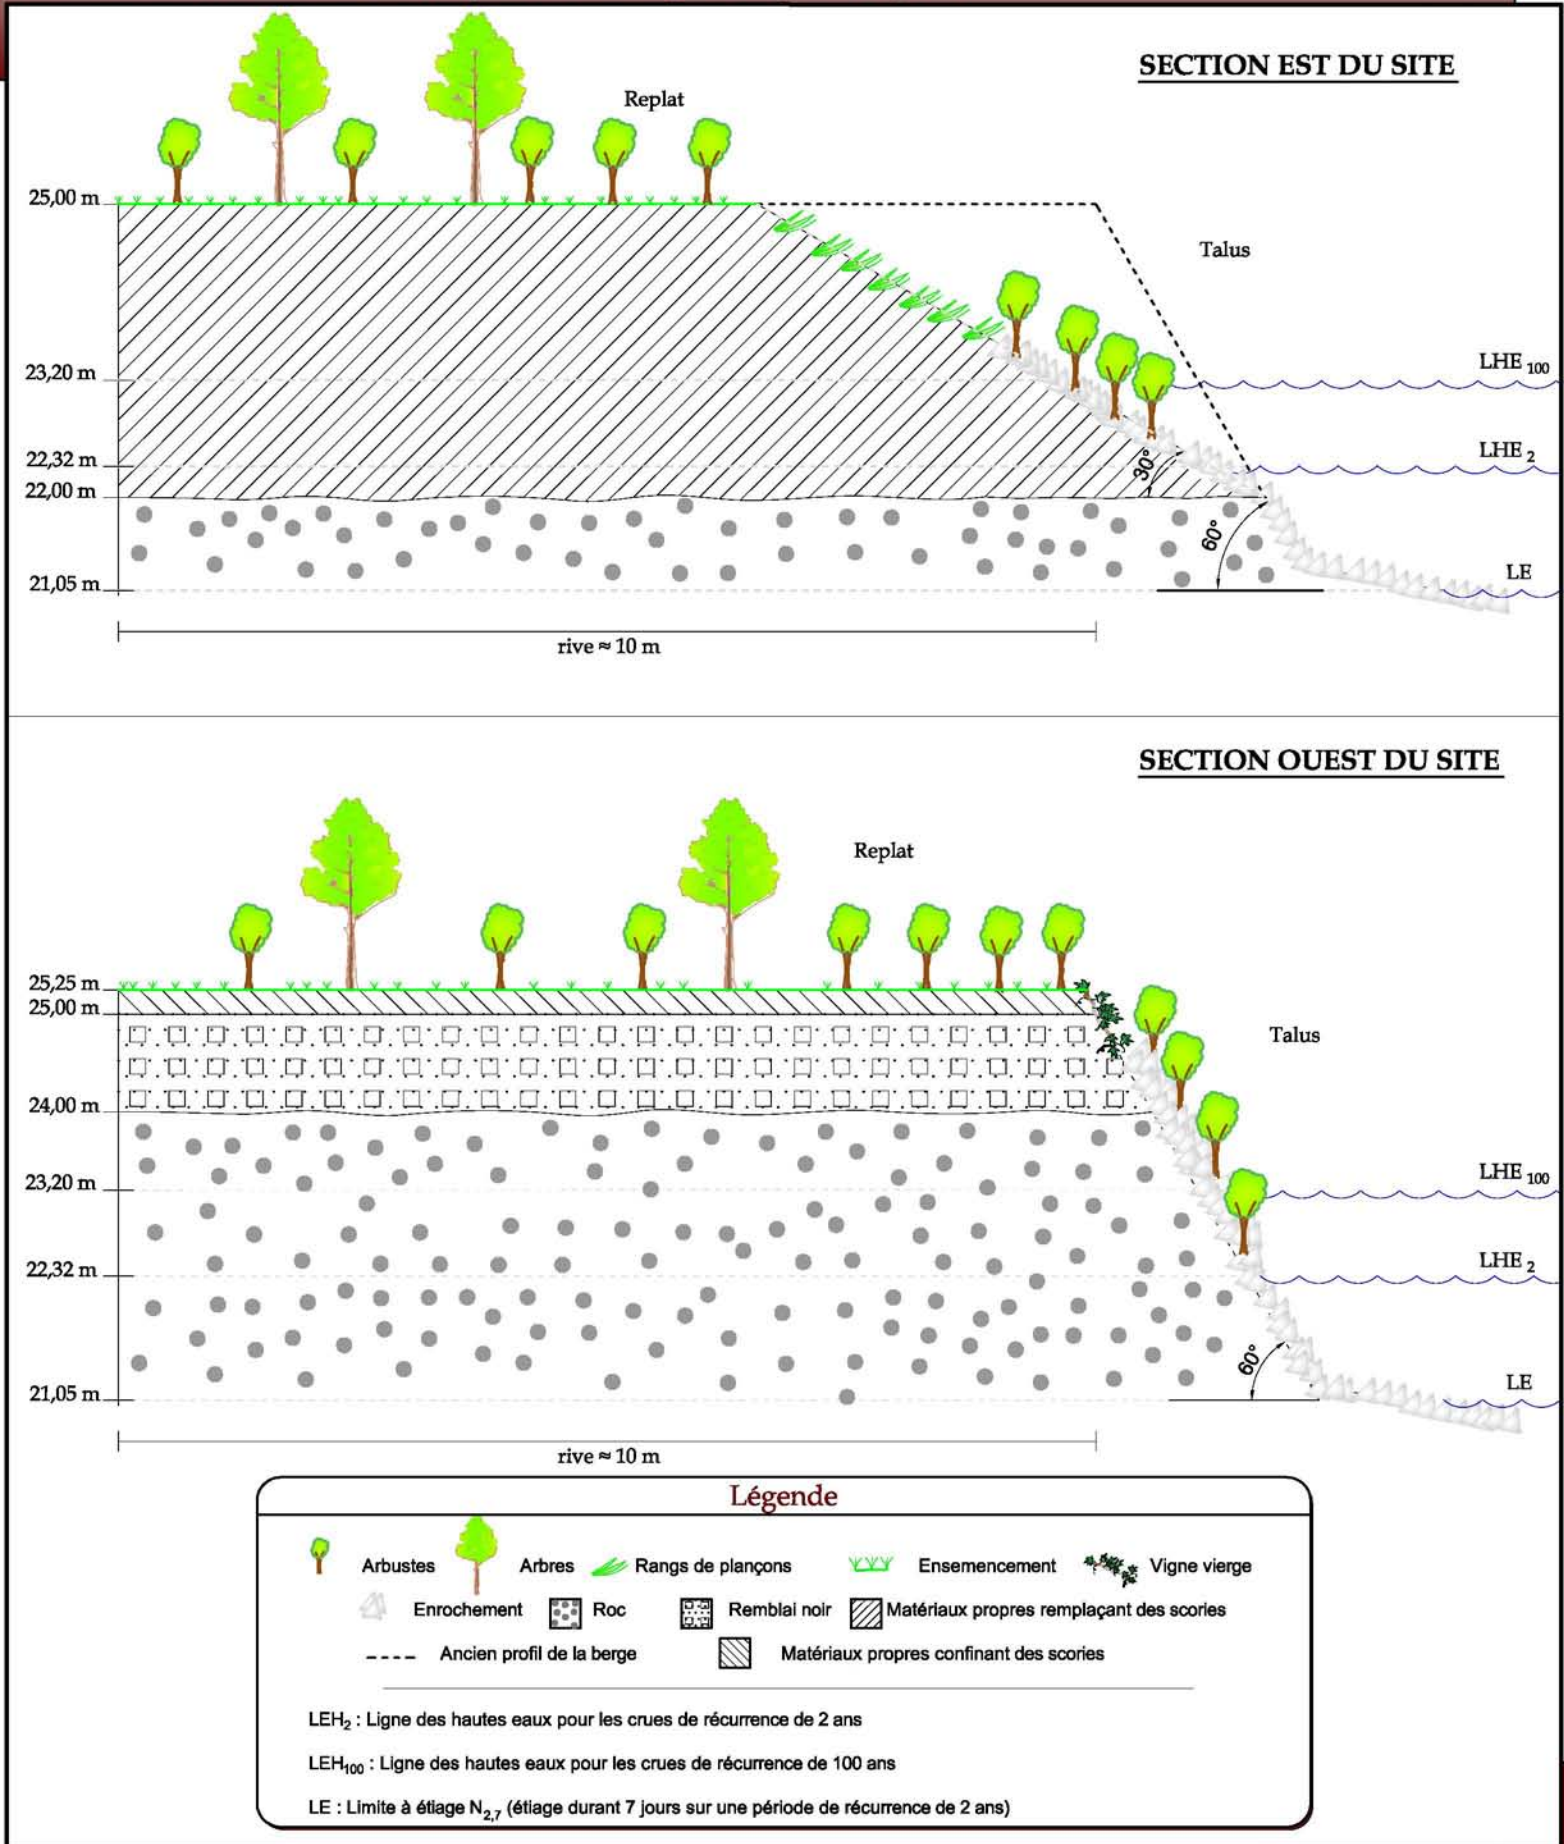 SECTION EST DU SITE
Replat
25,00 m
Talus
LHE 100
23,20 m
LHE 2
22,32 m
30°
22,00 m
60°
LE
21,05 m
rive ≈ 10 m
SECTION OUEST DU SITE
Replat
25,25 m
25,00 m
Talus
24,00 m
LHE 100
23,20 m
LHE 2
22,32 m
60°
LE
21,05 m
rive ≈ 10 m
Légende
Arbustes Arbres Rangs de plançons Ensemencement Vigne vierge
Enrochement Roc Remblai noir Matériaux propres remplaçant des scories
Ancien profil de la berge Matériaux propres confinant des scories
LEH2 : Ligne des hautes eaux pour les crues de récurrence de 2 ans
LEH100 : Ligne des hautes eaux pour les crues de récurrence de 100 ans
LE : Limite à étiage N2,7 (étiage durant 7 jours sur une période de récurrence de 2 ans)